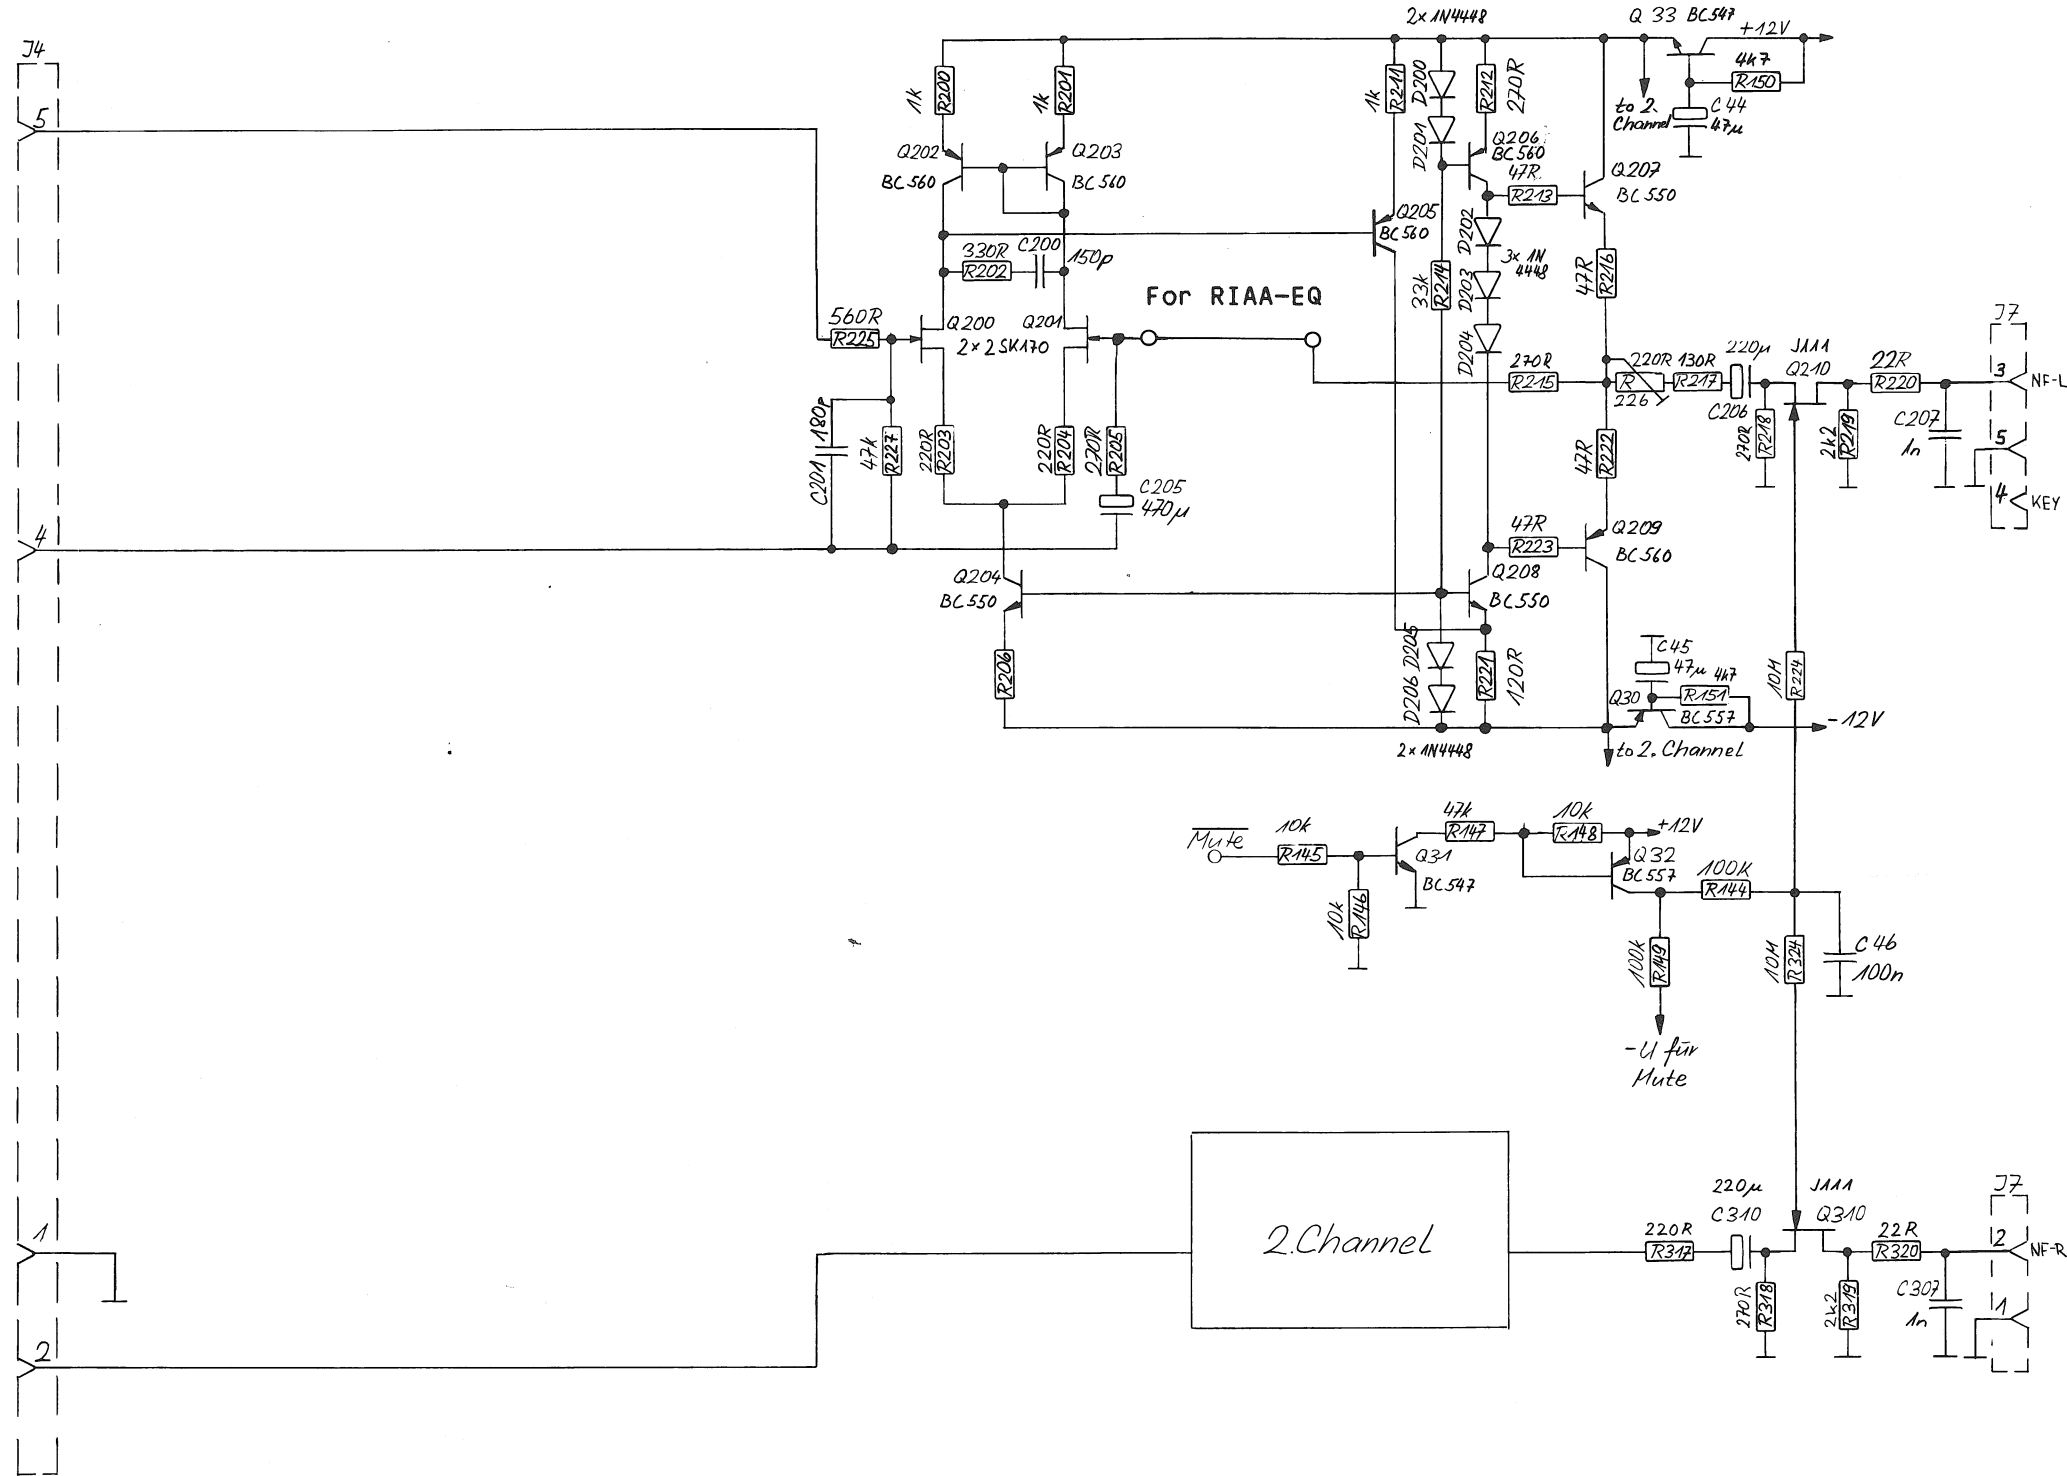 J4
5
4
1
2
1k
R200
1k
R201
Q202
BC560
Q203
BC560
330R
R202
C200
150p
560R
R225
Q200
2×2SK170
Q201
For RIAA-EQ
C201 180p
47k
R227
220R
R203
220R
R204
270R
R205
C205
470µ
Q204
BC550
R206
2×1N4448
1k
R211
D200
D201
R212
270R
Q206
BC560
47R
R213
Q205
BC560
33k
R214
D202
3x 1N
4448
D203
D204
Q207
BC550
47R
R216
270R
R215
220R
R
226
130R
R217
220µ
C206
J111
Q210
270R
R218
2k2
R219
22R
R220
C207
1n
J7
3
NF-L
5
4
KEY
47R
R222
47R
R223
Q209
BC560
Q208
BC550
D205
D206
2×1N4448
R221
120R
Q 33 BC547
+12V
4k7
R150
to 2.
Channel
C44
47µ
C45
47µ
4k7
R151
Q30
BC557
-12V
to 2. Channel
10M
R224
Mute
10k
R145
10k
R146
Q31
BC547
47k
R147
10k
R148
+12V
Q32
BC557
100K
R144
100k
R149
-U für
Mute
10M
R324
C46
100n
2.Channel
220R
R317
220µ
C310
J111
Q310
270R
R318
2k2
R319
22R
R320
C307
1n
J7
2
NF-R
1